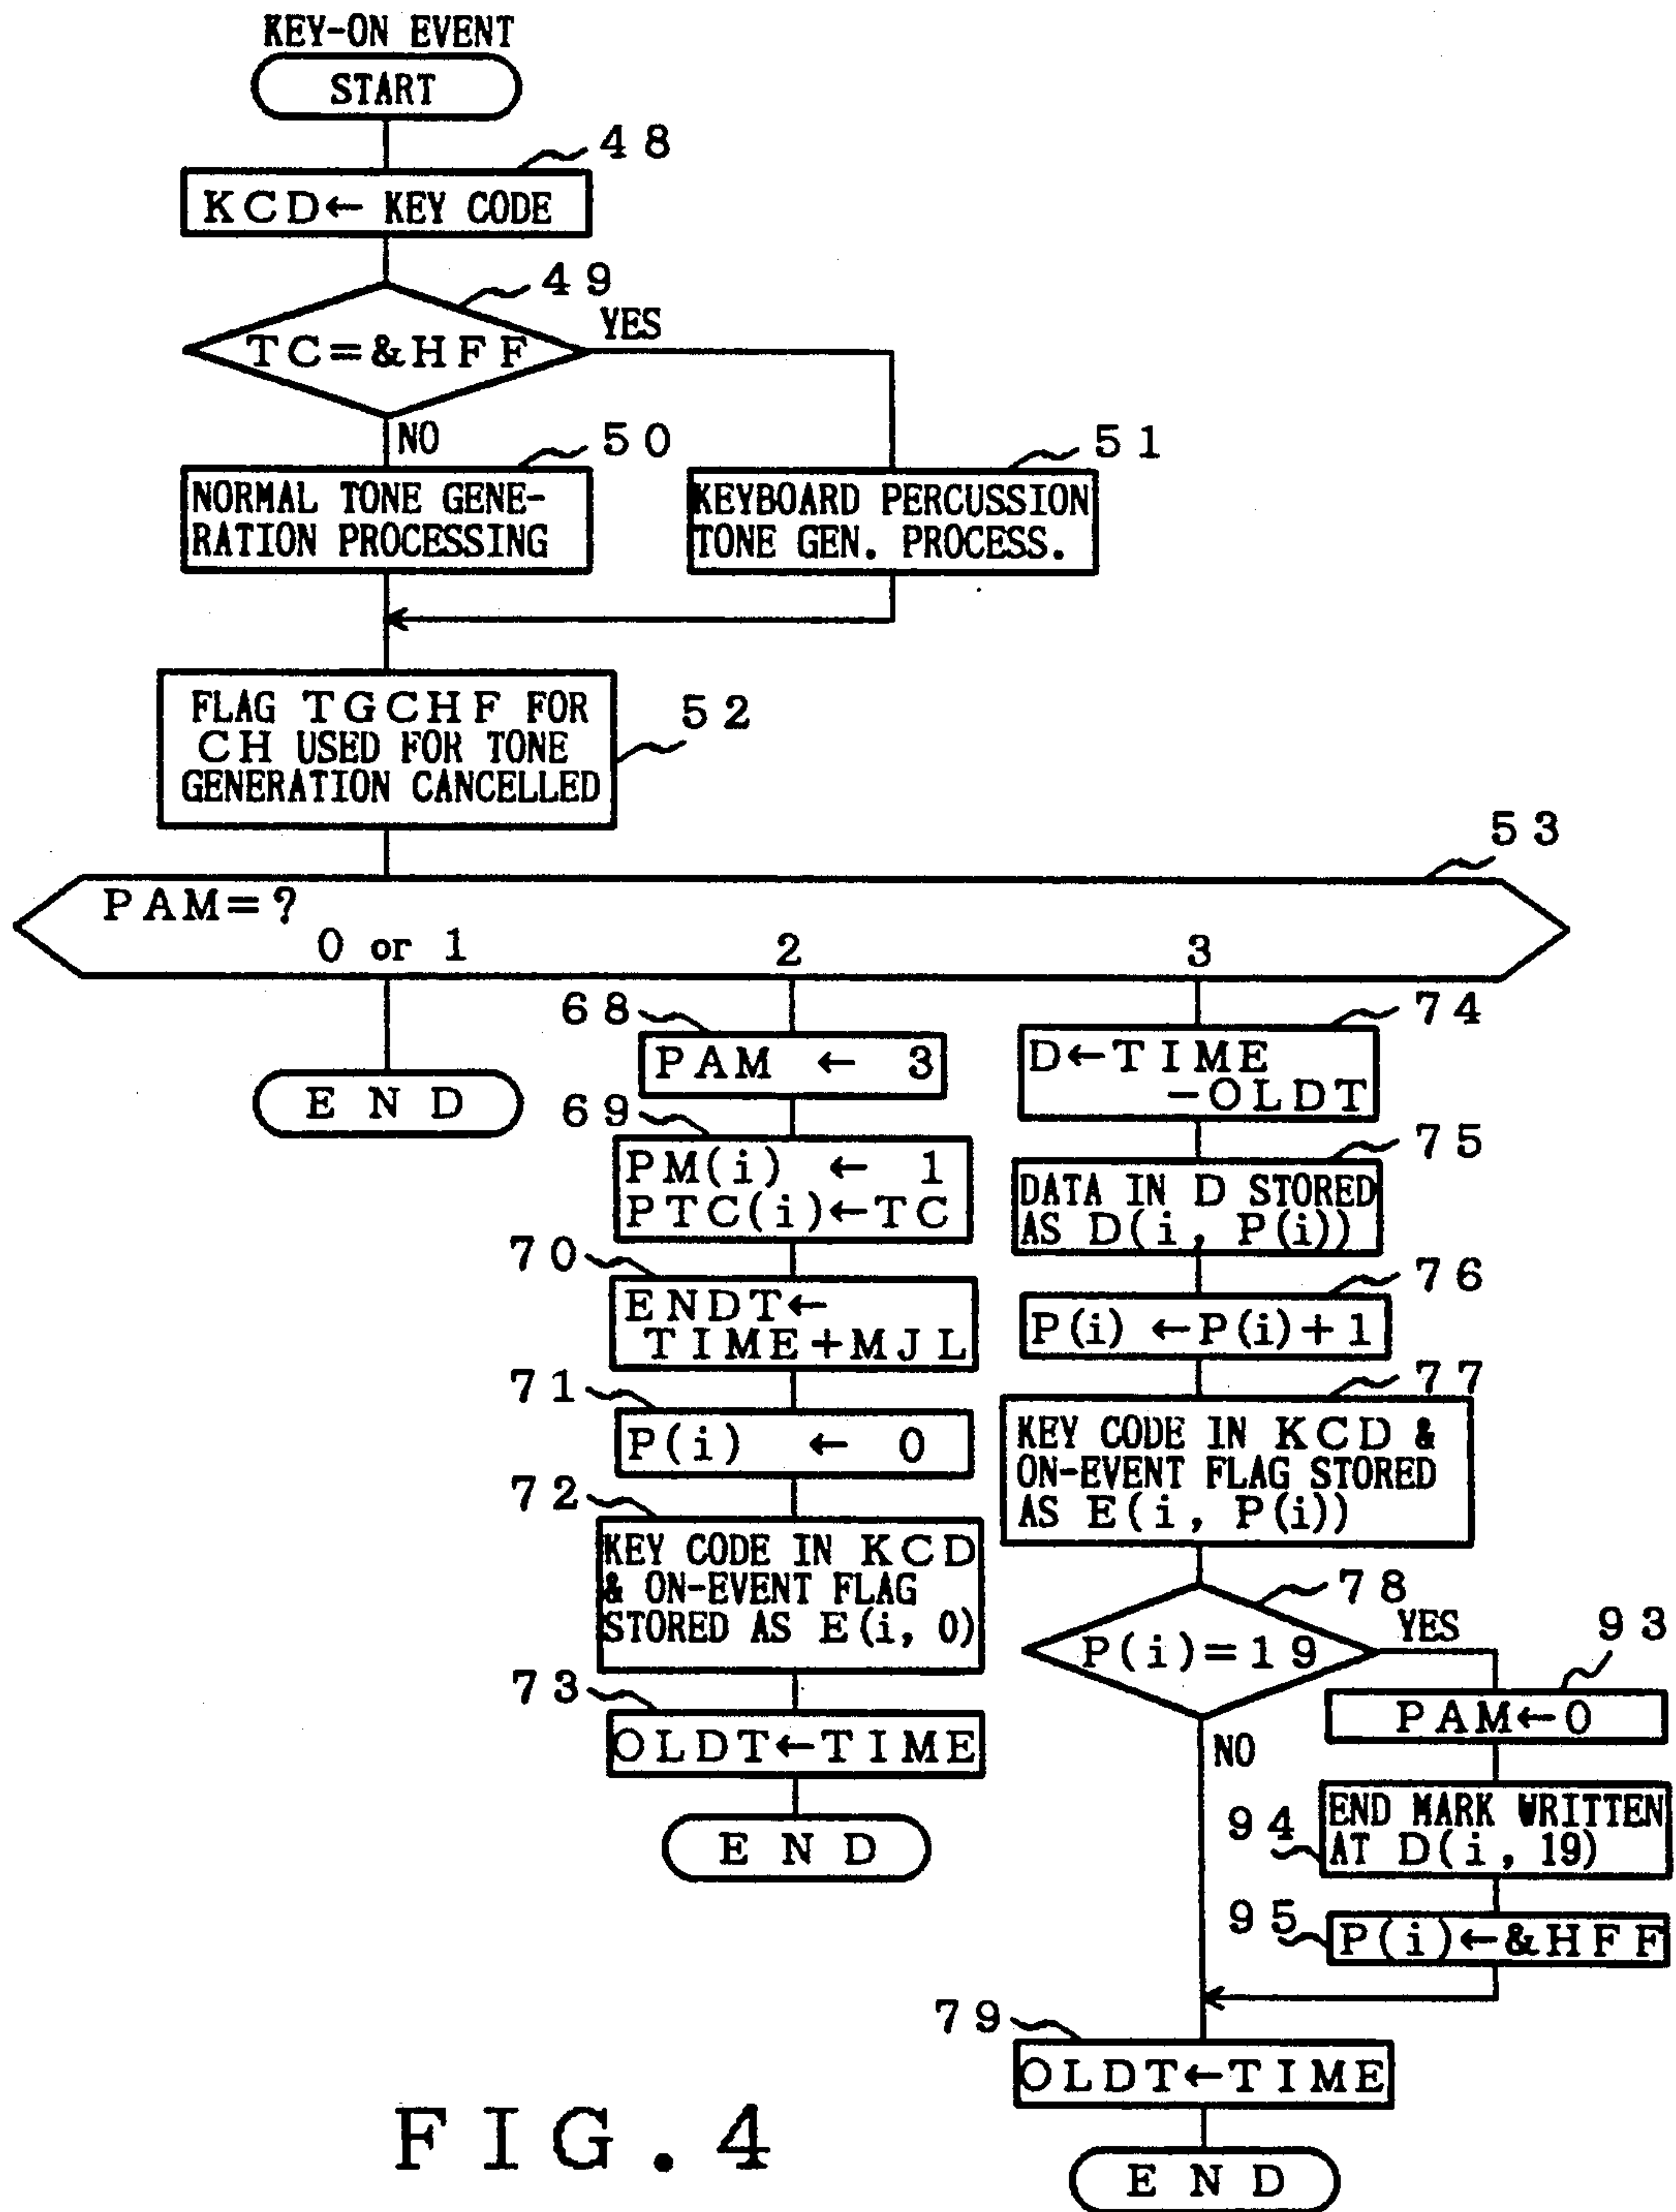 KEY-ON EVENT
START
48
KCD← KEY CODE
49
TC=&HFF
YES
NO
50
NORMAL TONE GENE-
RATION PROCESSING
51
KEYBOARD PERCUSSION
TONE GEN. PROCESS.
52
FLAG TGCHF FOR
CH USED FOR TONE
GENERATION CANCELLED
53
PAM=?
0 or 1
2
3
END
68
PAM ← 3
69
PM(i) ← 1
PTC(i)←TC
70
ENDT←
TIME+MJL
71
P(i) ← 0
72
KEY CODE IN KCD
& ON-EVENT FLAG
STORED AS E(i, 0)
73
OLDT←TIME
END
74
D←TIME
-OLDT
75
DATA IN D STORED
AS D(i, P(i))
76
P(i) ←P(i)+1
77
KEY CODE IN KCD &
ON-EVENT FLAG STORED
AS E(i, P(i))
78
P(i)=19
YES
NO
93
PAM←0
94
END MARK WRITTEN
AT D(i, 19)
95
P(i)←&HFF
79
OLDT←TIME
END
FIG.4